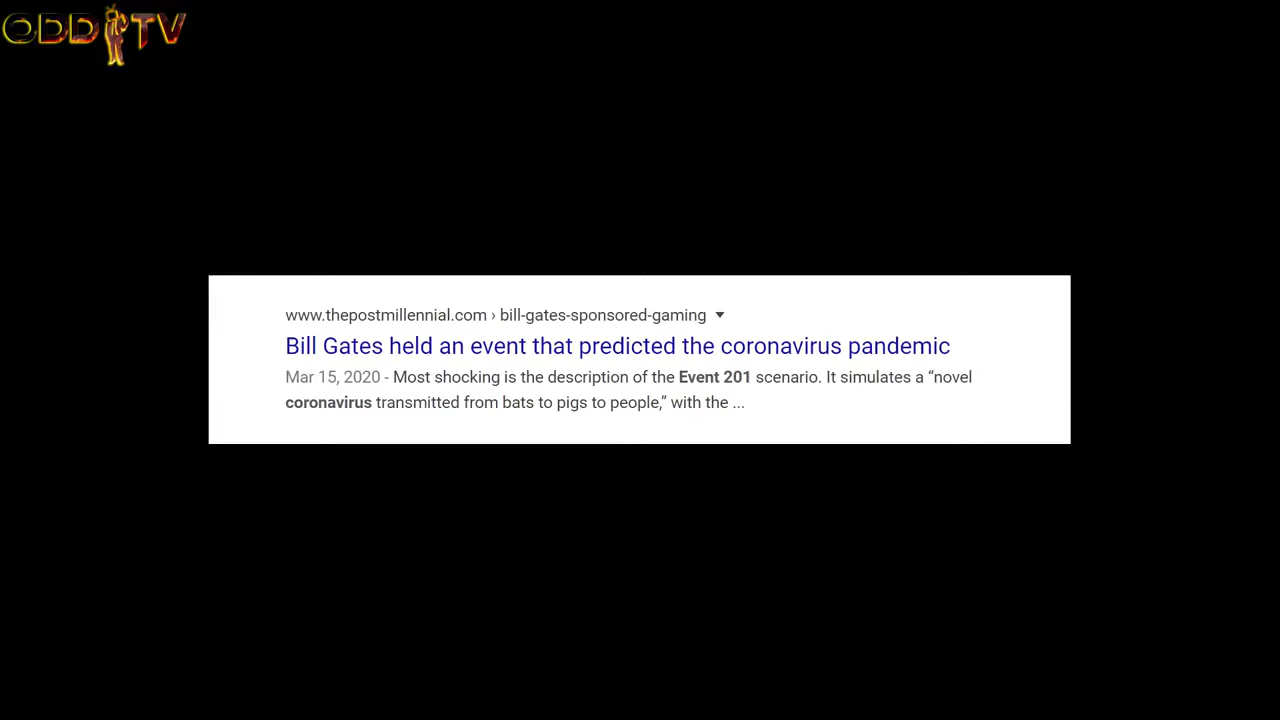 ODD TV
www.thepostmillennial.com › bill-gates-sponsored-gaming
Bill Gates held an event that predicted the coronavirus pandemic
Mar 15, 2020 - Most shocking is the description of the Event 201 scenario. It simulates a “novel
coronavirus transmitted from bats to pigs to people,” with the ...